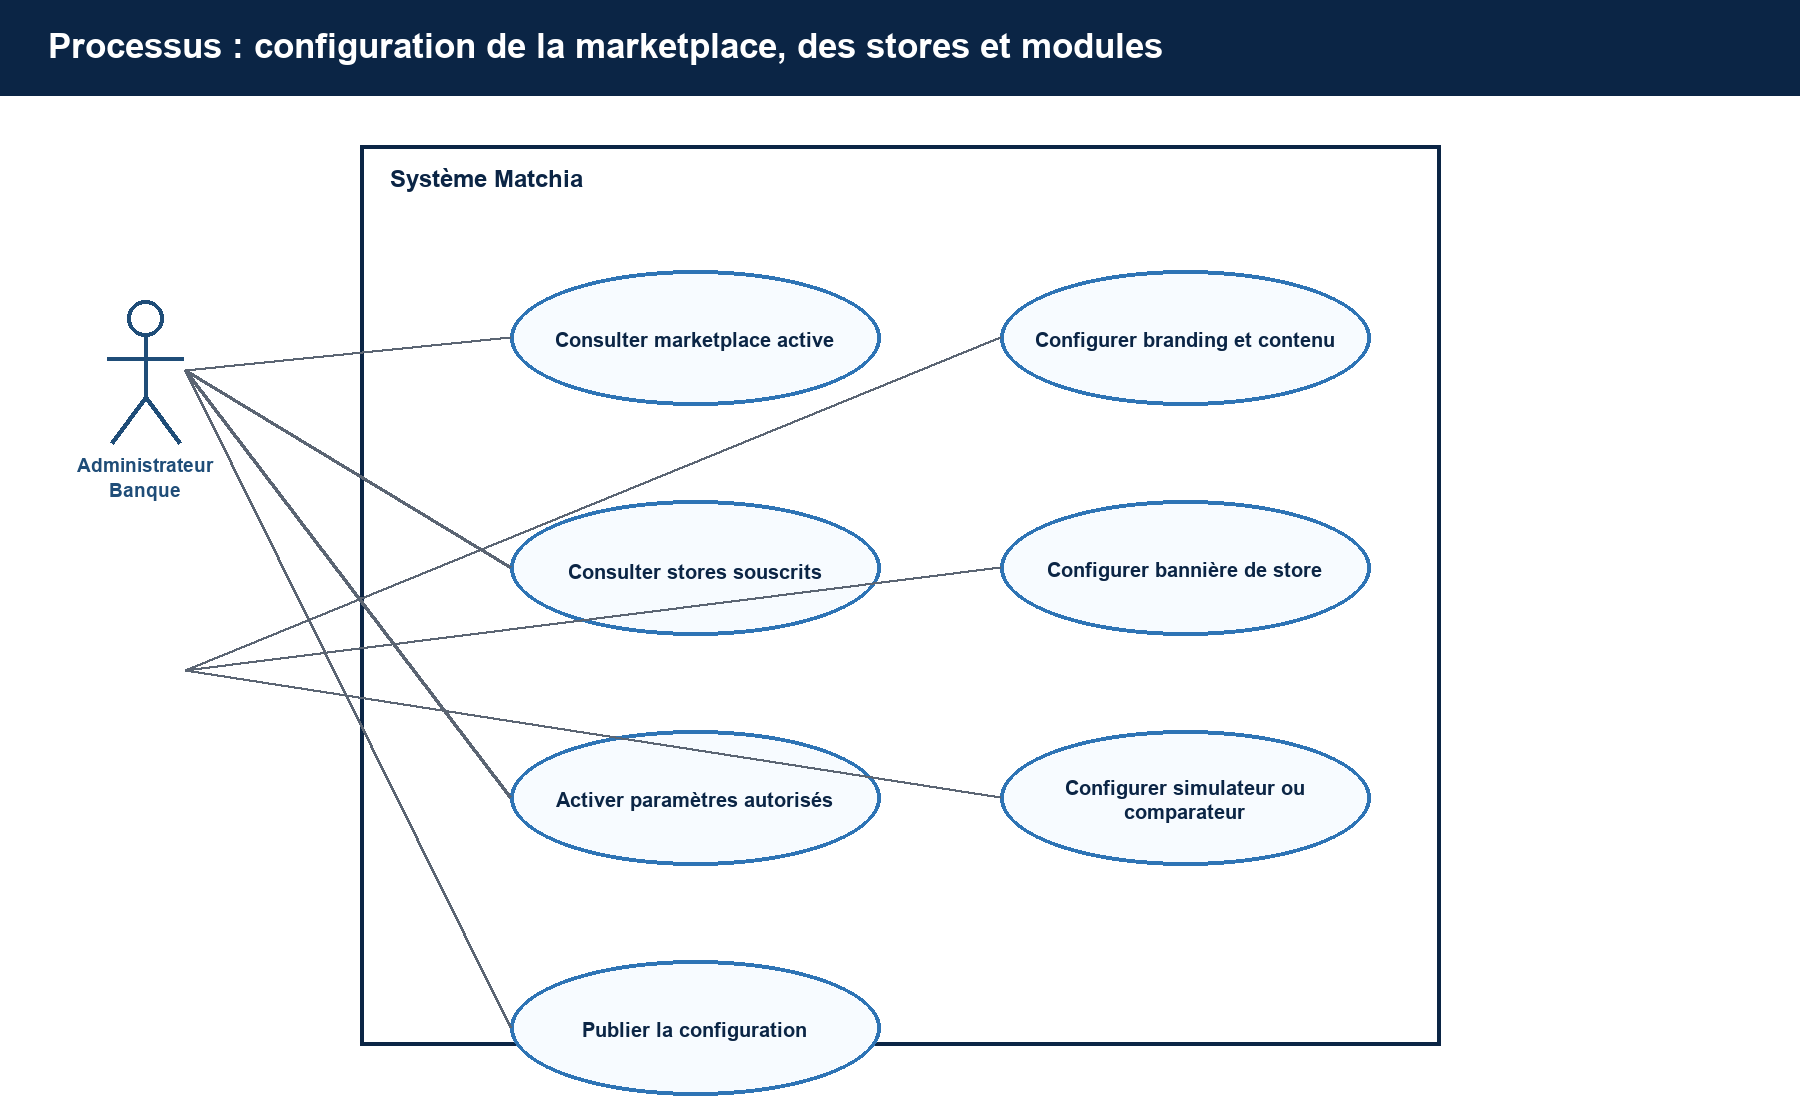 Processus : configuration de la marketplace, des stores et modules
Système Matchia
Administrateur
Banque
Consulter marketplace active
Configurer branding et contenu
Consulter stores souscrits
Configurer bannière de store
Activer paramètres autorisés
Configurer simulateur ou
comparateur
Publier la configuration